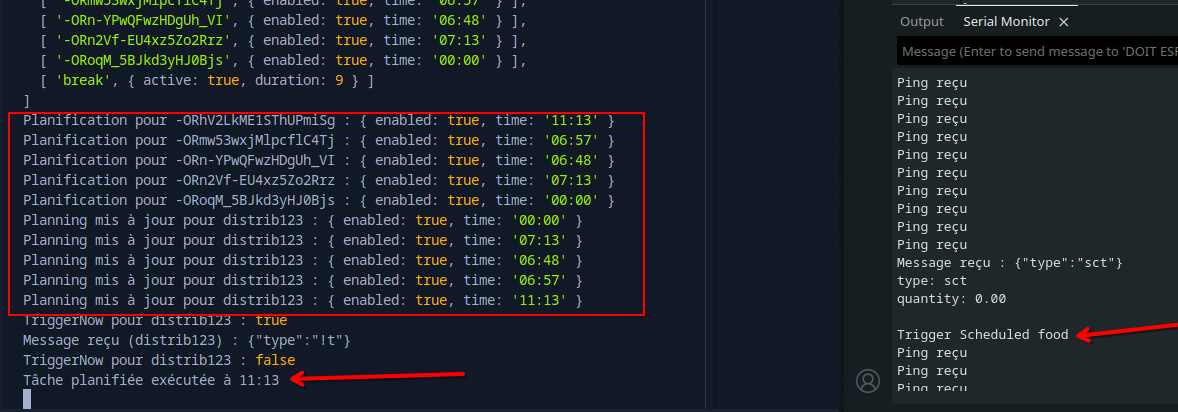 [ '-ORmw53wxjMlpcflC4Tj', { enabled: true, time: '06:57' } ],
[ '-ORn-YPwQFwzHDgUh_VI', { enabled: true, time: '06:48' } ],
[ '-ORn2Vf-EU4xz5Zo2Rrz', { enabled: true, time: '07:13' } ],
[ '-ORoqM_5BJkd3yHJ0Bjs', { enabled: true, time: '00:00' } ],
[ 'break', { active: true, duration: 9 } ]
]
Planification pour -ORhV2LkME1SThUPmiSg : { enabled: true, time: '11:13' }
Planification pour -ORmw53wxjMlpcflC4Tj : { enabled: true, time: '06:57' }
Planification pour -ORn-YPwQFwzHDgUh_VI : { enabled: true, time: '06:48' }
Planification pour -ORn2Vf-EU4xz5Zo2Rrz : { enabled: true, time: '07:13' }
Planification pour -ORoqM_5BJkd3yHJ0Bjs : { enabled: true, time: '00:00' }
Planning mis à jour pour distrib123 : { enabled: true, time: '00:00' }
Planning mis à jour pour distrib123 : { enabled: true, time: '07:13' }
Planning mis à jour pour distrib123 : { enabled: true, time: '06:48' }
Planning mis à jour pour distrib123 : { enabled: true, time: '06:57' }
Planning mis à jour pour distrib123 : { enabled: true, time: '11:13' }
TriggerNow pour distrib123 : true
Message reçu (distrib123) : {"type":"!t"}
TriggerNow pour distrib123 : false
Tâche planifiée exécutée à 11:13
Output Serial Monitor
Message (Enter to send message to 'DOIT ESP
Ping reçu
Ping reçu
Ping reçu
Ping reçu
Ping reçu
Ping reçu
Ping reçu
Ping reçu
Ping reçu
Ping reçu
Message reçu : {"type":"sct"}
type: sct
quantity: 0.00
Trigger Scheduled food
Ping reçu
Ping reçu
Ping reçu